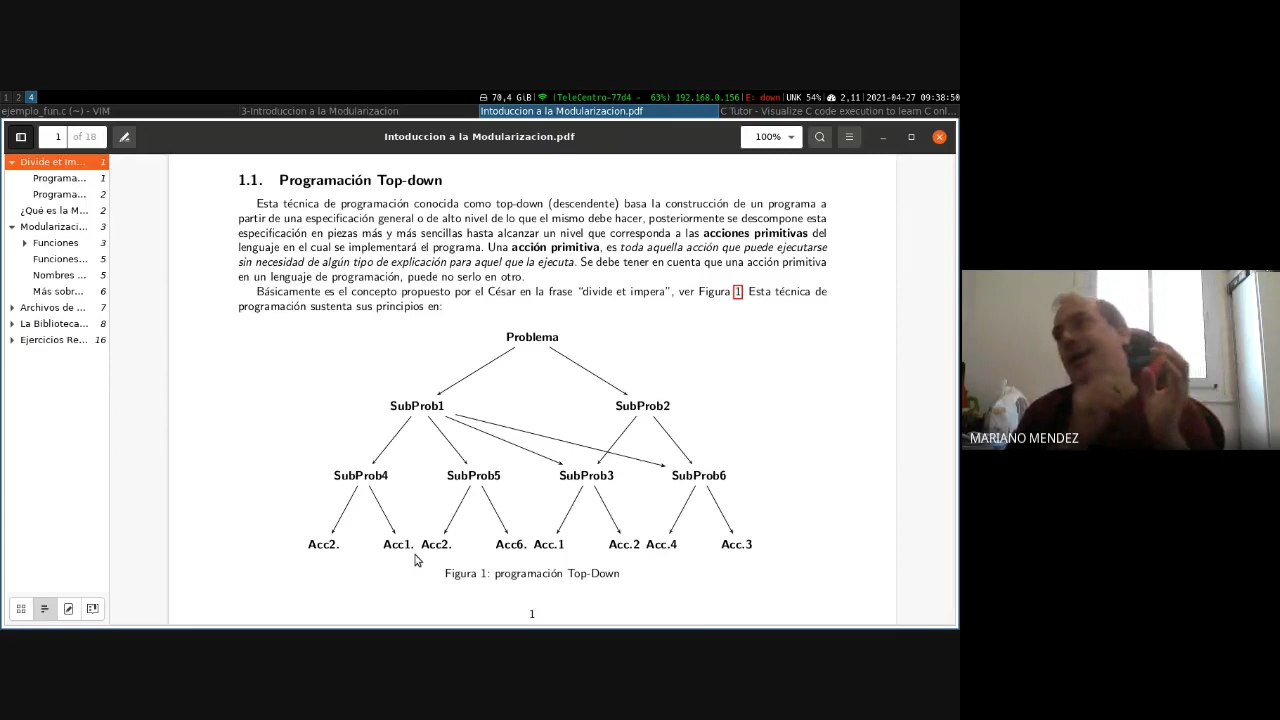 1 2 4
70,4 GiB (TeleCentro-77d4 - 63%) 192.168.0.156 E: down UNK 54% 2,11 2021-04-27 09:38:50
ejemplo_fun.c (~) - VIM 3-Introduccion a la Modularizacion Intoduccion a la Modularizacion.pdf C Tutor - Visualize C code execution to learn C onl...
1 of 18 Intoduccion a la Modularizacion.pdf 100%
Divide et Im... 1
Programa... 1
Programa... 2
¿Qué es la M... 2
Modularizaci... 3
Funciones 3
Funciones... 5
Nombres ... 5
Más sobr... 6
Archivos de... 7
La Biblioteca... 8
Ejercicios Re... 16
1.1. Programación Top-down
Esta técnica de programación conocida como top-down (descendente) basa la construcción de un programa a
partir de una especificación general o de alto nivel de lo que el mismo debe hacer, posteriormente se descompone esta
especificación en piezas más y más sencillas hasta alcanzar un nivel que corresponda a las acciones primitivas del
lenguaje en el cual se implementará el programa. Una acción primitiva, es toda aquella acción que puede ejecutarse
sin necesidad de algún tipo de explicación para aquel que la ejecuta. Se debe tener en cuenta que una acción primitiva
en un lenguaje de programación, puede no serlo en otro.
Básicamente es el concepto propuesto por el César en la frase “divide et impera”, ver Figura 1. Esta técnica de
programación sustenta sus principios en:
Problema
SubProb1 SubProb2
SubProb4 SubProb5 SubProb3 SubProb6
Acc2. Acc1. Acc2. Acc6. Acc.1 Acc.2 Acc.4 Acc.3
Figura 1: programación Top-Down
1
MARIANO MENDEZ